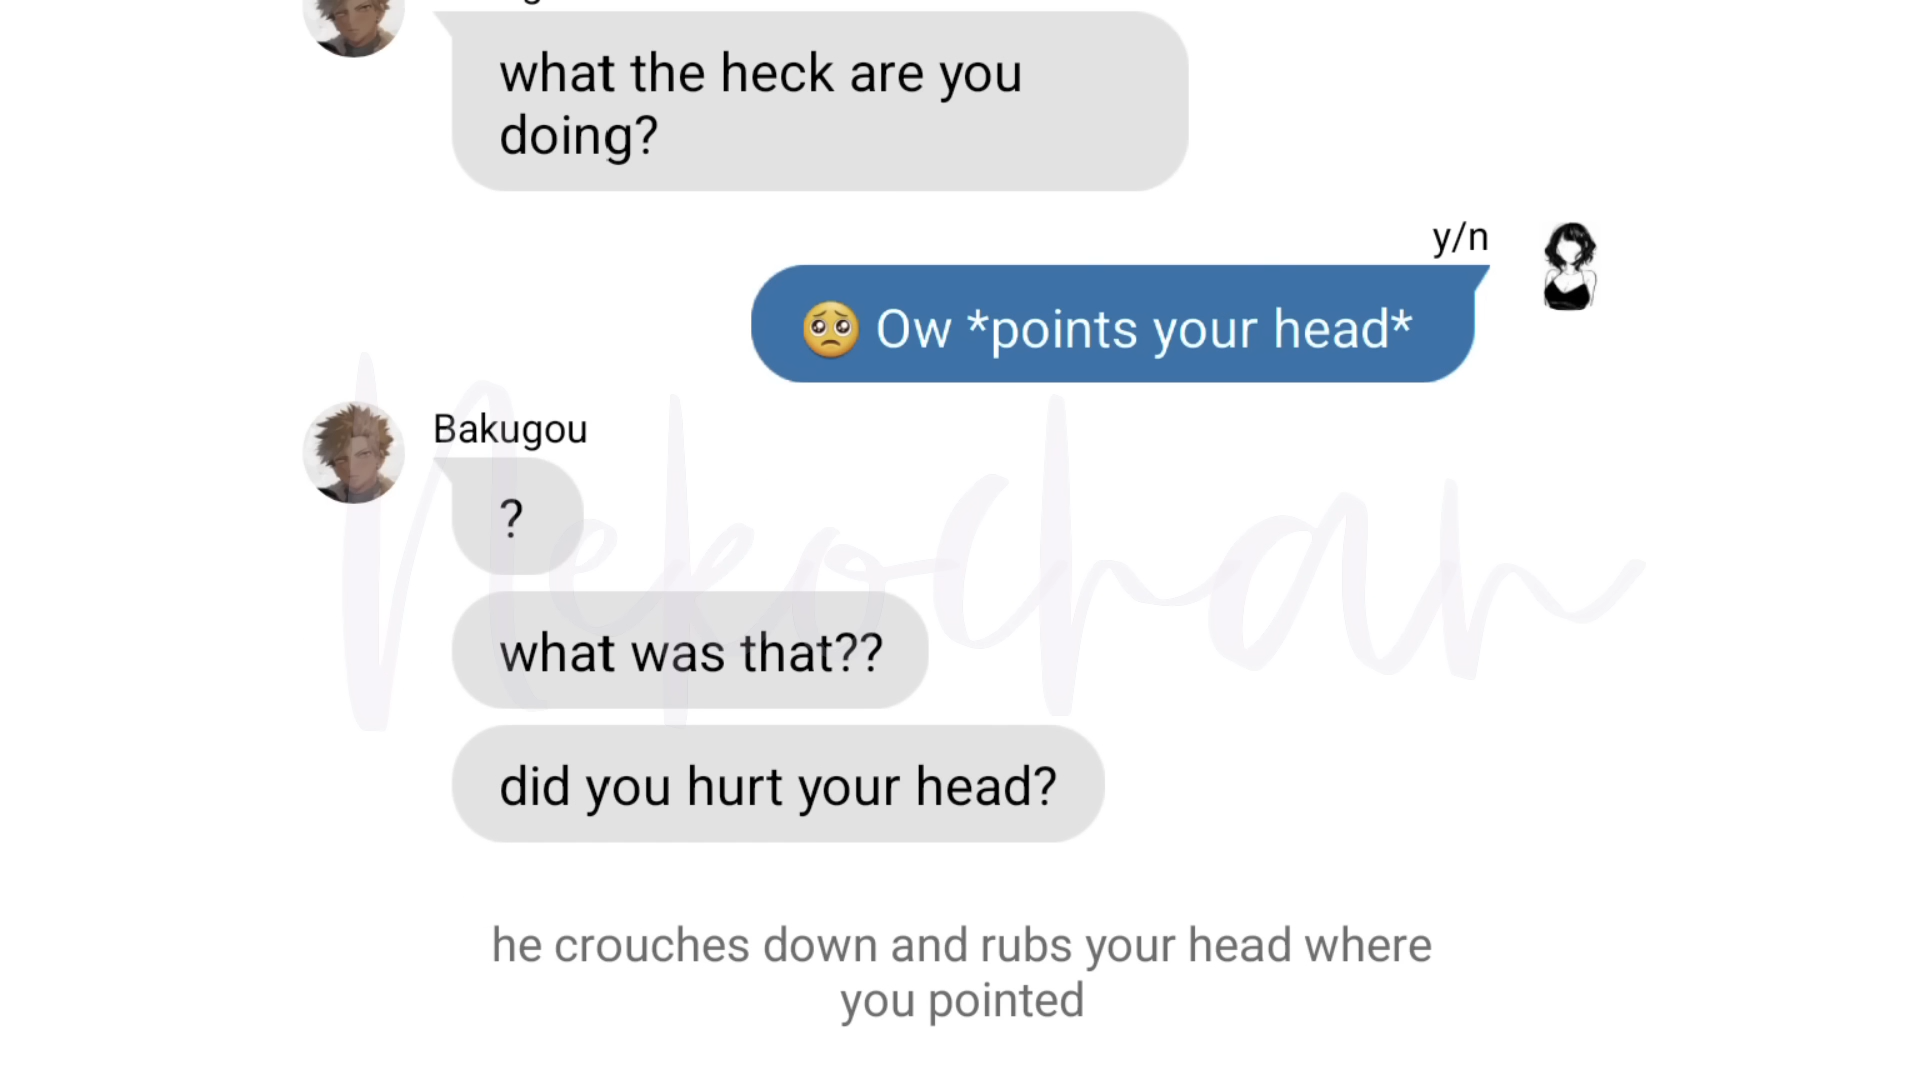 what the heck are you
doing?
y/n
🥺 Ow *points your head*
Bakugou
?
what was that??
did you hurt your head?
he crouches down and rubs your head where
you pointed
Nekochan